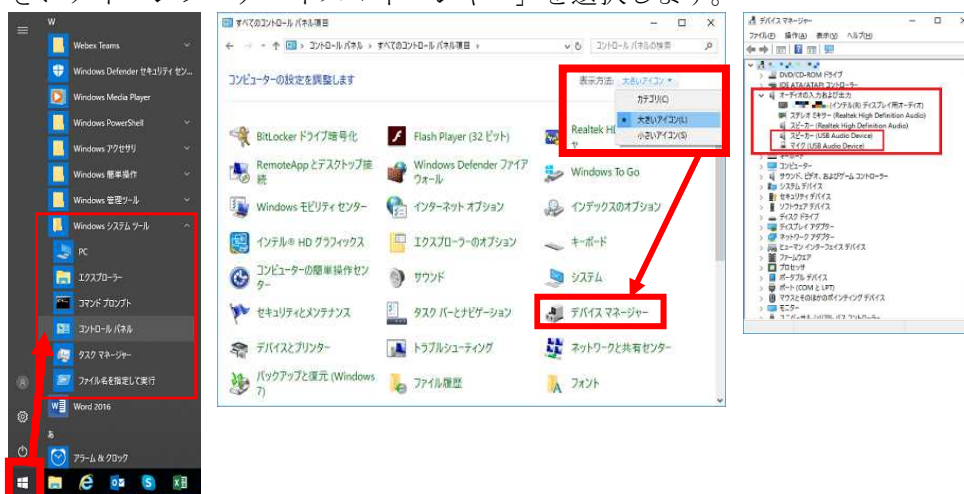 W
Webex Teams
Windows Defender セキュリティ セン...
Windows Media Player
Windows PowerShell
Windows アクセサリ
Windows 簡単操作
Windows 管理ツール
Windows システム ツール
PC
エクスプローラー
コマンド プロンプト
コントロール パネル
タスク マネージャー
ファイル名を指定して実行
Word 2016
あ
アラーム & クロック
すべてのコントロール パネル項目
コントロール パネル › すべてのコントロール パネル項目 ›
コントロール パネルの検索
コンピューターの設定を調整します
表示方法: 大きいアイコン
カテゴリ(C)
大きいアイコン(L)
小さいアイコン(S)
BitLocker ドライブ暗号化
Flash Player (32 ビット)
RemoteApp とデスクトップ接続
Windows Defender ファイアウォール
Windows To Go
Windows モビリティ センター
インターネット オプション
インデックスのオプション
インテル® HD グラフィックス
エクスプローラーのオプション
キーボード
コンピューターの簡単操作センター
サウンド
システム
セキュリティとメンテナンス
タスク バーとナビゲーション
デバイス マネージャー
デバイスとプリンター
トラブルシューティング
ネットワークと共有センター
バックアップと復元 (Windows 7)
ファイル履歴
フォント
デバイス マネージャー
ファイル(F) 操作(A) 表示(V) ヘルプ(H)
DVD/CD-ROM ドライブ
IDE ATA/ATAPI コントローラー
オーディオの入力および出力
(インテル(R) ディスプレイ用オーディオ)
ステレオ ミキサー (Realtek High Definition Audio)
スピーカー (Realtek High Definition Audio)
スピーカー (USB Audio Device)
マイク (USB Audio Device)
キーボード
コンピューター
サウンド、ビデオ、およびゲーム コントローラー
システム デバイス
セキュリティ デバイス
ソフトウェア デバイス
ディスク ドライブ
ディスプレイ アダプター
ネットワーク アダプター
ヒューマン インターフェイス デバイス
ファームウェア
プロセッサ
ポータブル デバイス
ポート (COM と LPT)
マウスとそのほかのポインティング デバイス
モニター